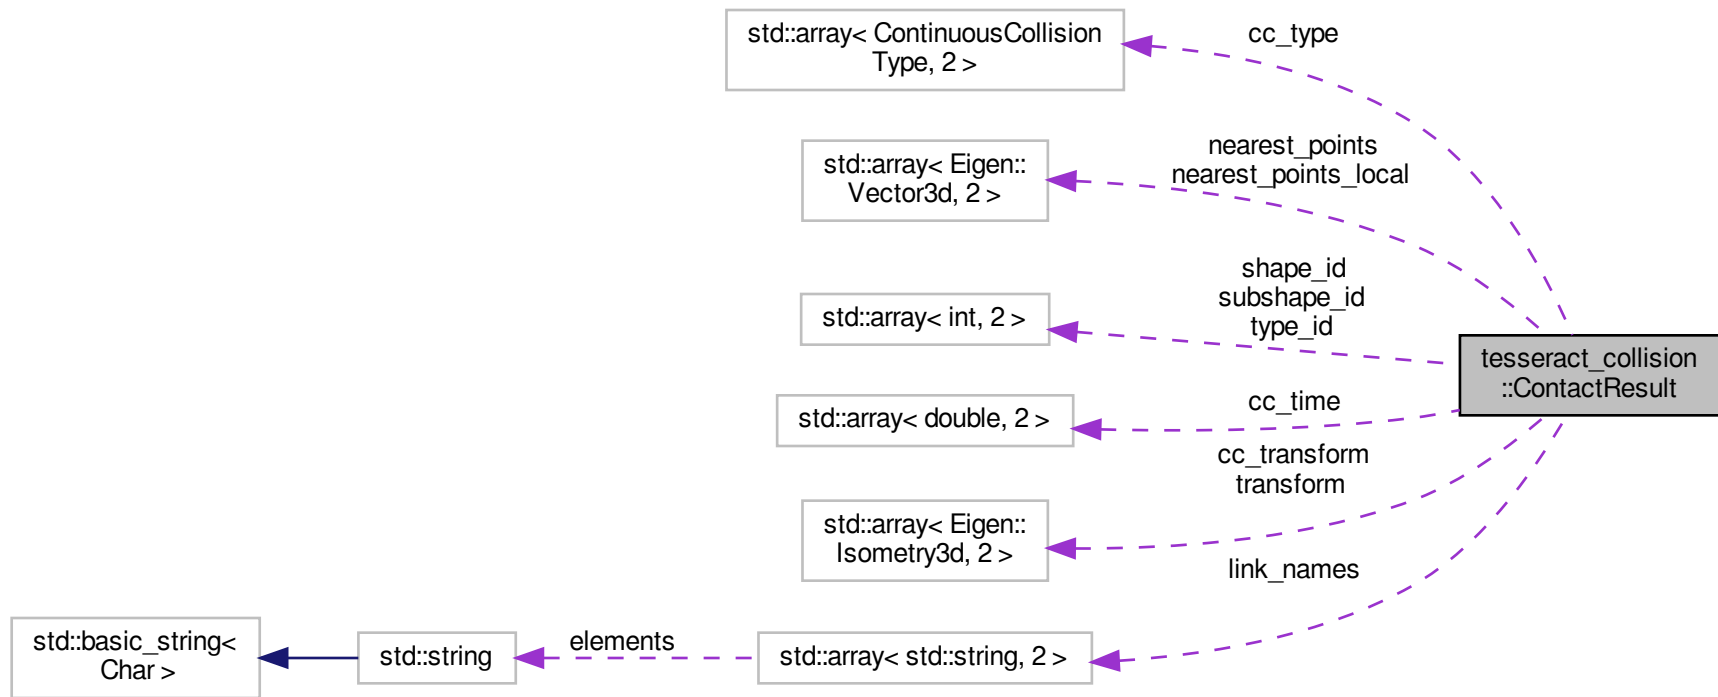 std::array< ContinuousCollision
Type, 2 >
cc_type
std::array< Eigen::
Vector3d, 2 >
nearest_points
nearest_points_local
std::array< int, 2 >
shape_id
subshape_id
type_id
tesseract_collision
::ContactResult
std::array< double, 2 >
cc_time
std::array< Eigen::
Isometry3d, 2 >
cc_transform
transform
link_names
std::basic_string<
Char >
std::string
elements
std::array< std::string, 2 >